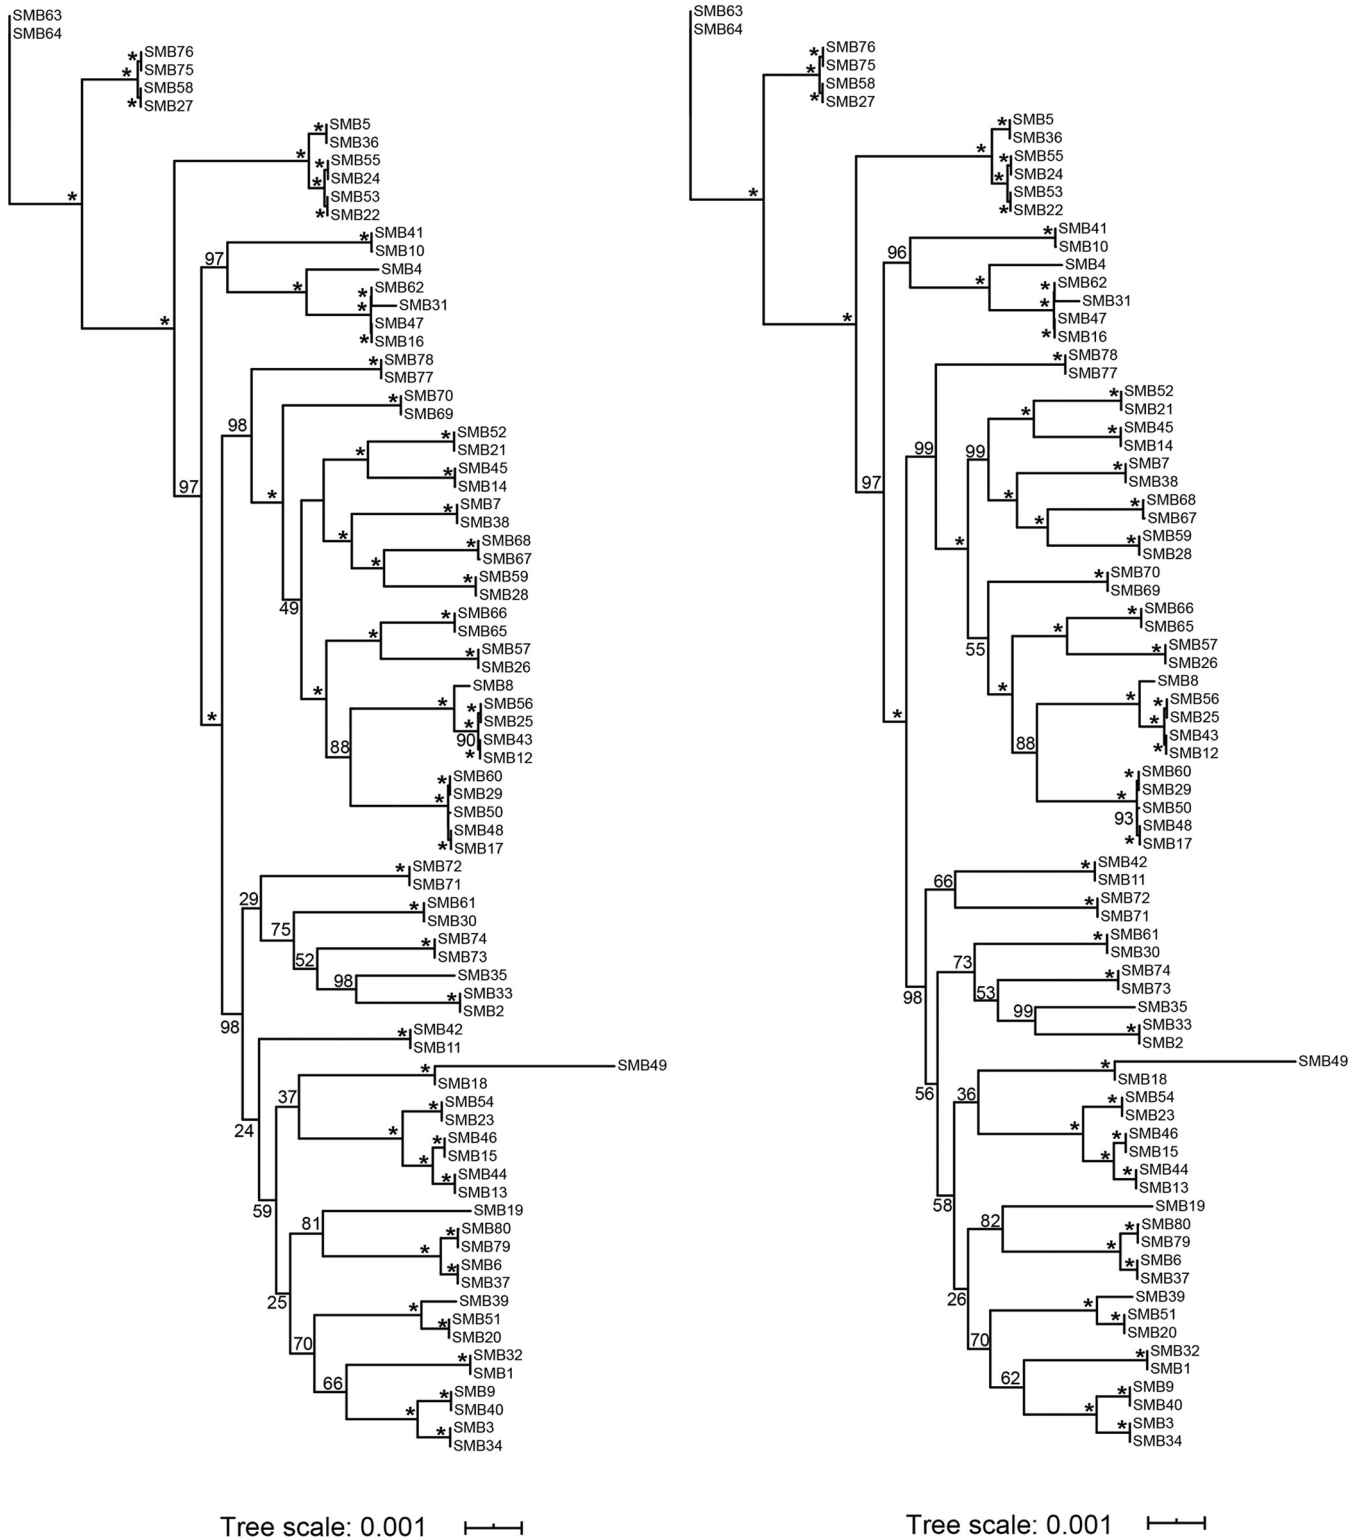 SMB63
SMB64
SMB76
*
SMB75
*
SMB58
SMB27
*
SMB5
*
SMB36
*
SMB55
*
SMB24
*
SMB53
SMB22
*
*
SMB41
*
SMB10
97
SMB4
*
SMB62
*
SMB31
*
SMB47
SMB16
*
*
SMB78
*
SMB77
SMB70
*
SMB69
98
SMB52
*
SMB21
*
SMB45
*
SMB14
97
*
SMB7
*
SMB38
*
SMB68
*
SMB67
*
SMB59
*
SMB28
49
SMB66
*
SMB65
*
SMB57
*
SMB26
SMB8
*
*
SMB56
*
SMB25
*
SMB43
90
SMB12
*
*
88
SMB60
*
SMB29
*
SMB50
SMB48
SMB17
*
SMB72
*
SMB71
29
SMB61
*
SMB30
75
SMB74
*
SMB73
52
SMB35
98
SMB33
*
SMB2
98
SMB42
*
SMB11
SMB49
*
SMB18
37
SMB54
*
SMB23
24
*
SMB46
*
SMB15
*
SMB44
*
SMB13
59
SMB19
81
SMB80
*
SMB79
*
SMB6
*
SMB37
25
SMB39
*
SMB51
*
SMB20
70
SMB32
*
SMB1
66
SMB9
*
SMB40
*
SMB3
*
SMB34
Tree scale: 0.001
SMB63
SMB64
SMB76
*
SMB75
*
SMB58
SMB27
*
SMB5
*
SMB36
*
SMB55
*
SMB24
*
SMB53
SMB22
*
*
SMB41
*
SMB10
96
SMB4
*
SMB62
*
SMB31
*
SMB47
SMB16
*
*
SMB78
*
SMB77
SMB52
*
SMB21
*
SMB45
*
SMB14
99
99
SMB7
*
SMB38
97
*
SMB68
*
SMB67
*
SMB59
*
SMB28
*
SMB70
*
SMB69
SMB66
*
SMB65
*
55
SMB57
*
SMB26
SMB8
*
*
SMB56
*
SMB25
*
SMB43
SMB12
*
*
88
SMB60
*
SMB29
*
SMB50
93
SMB48
SMB17
*
SMB42
*
SMB11
66
SMB72
*
SMB71
SMB61
*
SMB30
73
SMB74
*
SMB73
53
98
SMB35
99
SMB33
*
SMB2
SMB49
*
SMB18
56
36
SMB54
*
SMB23
*
SMB46
*
SMB15
*
SMB44
*
SMB13
58
SMB19
82
SMB80
*
SMB79
*
SMB6
*
SMB37
26
SMB39
*
SMB51
*
SMB20
70
SMB32
*
SMB1
62
SMB9
*
SMB40
*
SMB3
*
SMB34
Tree scale: 0.001